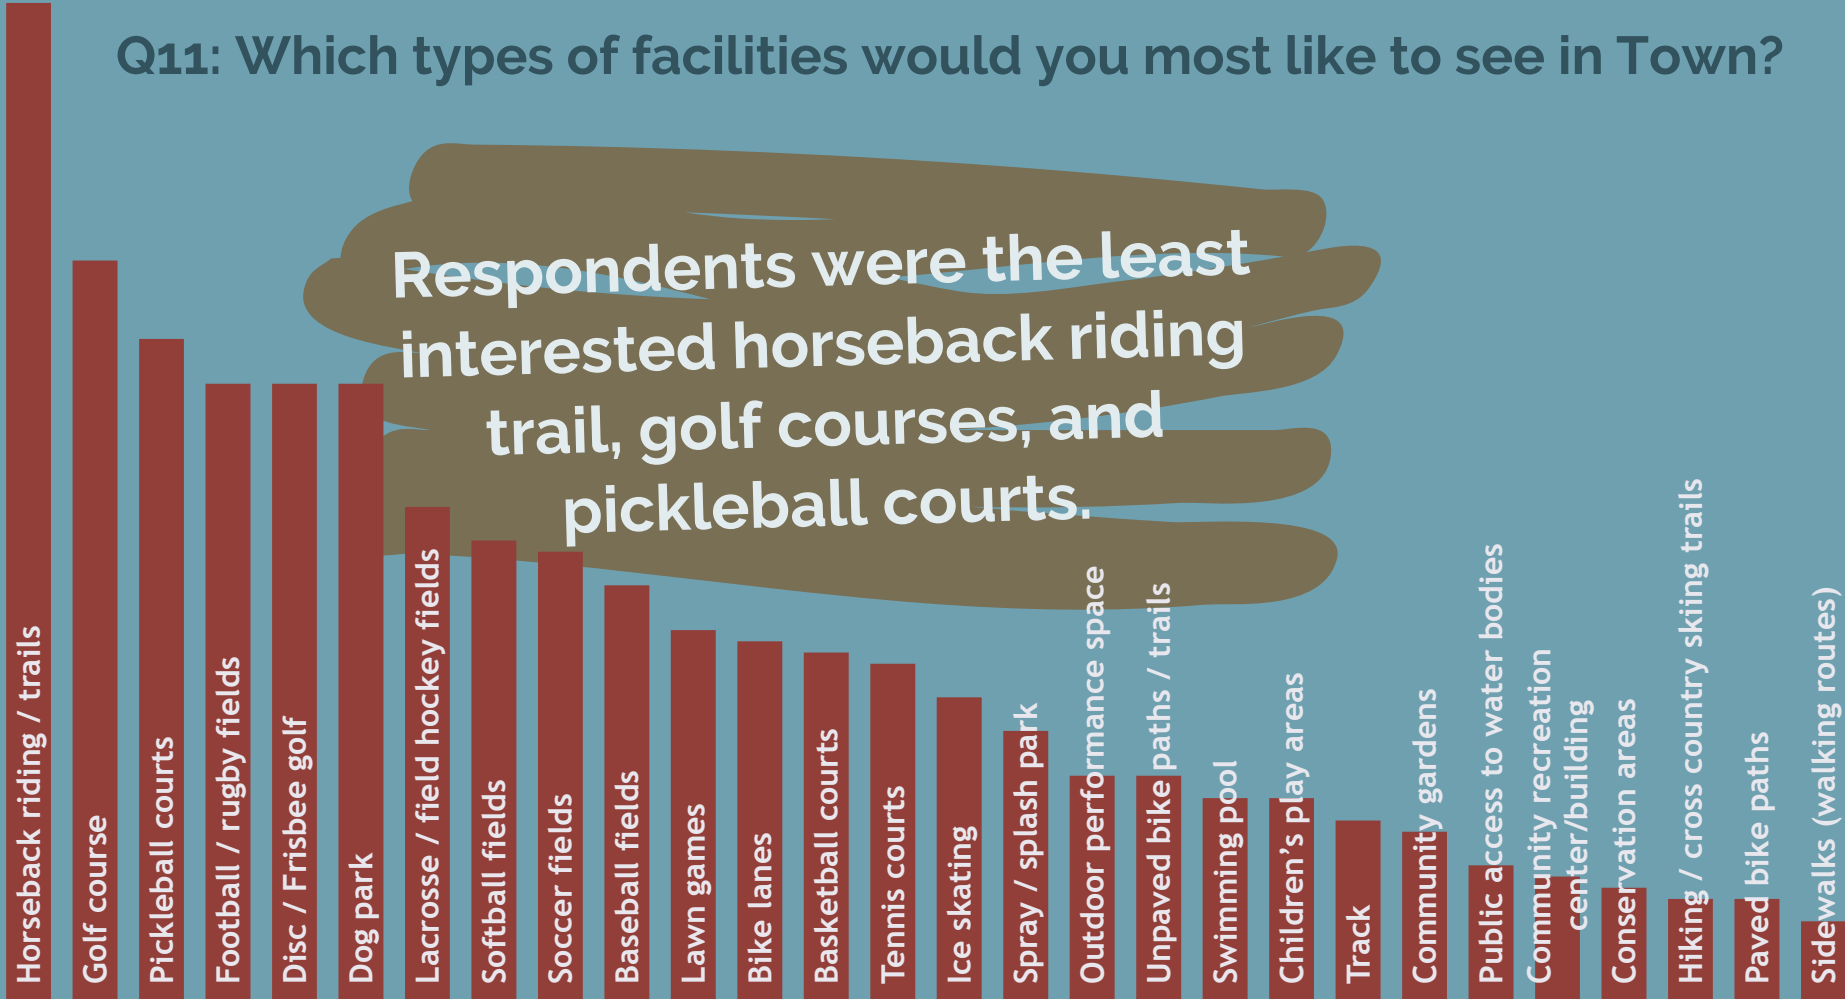 Q11: Which types of facilities would you most like to see in Town?
Respondents were the least
interested horseback riding
trail, golf courses, and
pickleball courts.
Horseback riding / trails
Golf course
Pickleball courts
Football / rugby fields
Disc / Frisbee golf
Dog park
Lacrosse / field hockey fields
Softball fields
Soccer fields
Baseball fields
Lawn games
Bike lanes
Basketball courts
Tennis courts
Ice skating
Spray / splash park
Outdoor performance space
Unpaved bike paths / trails
Swimming pool
Children's play areas
Track
Community gardens
Public access to water bodies
Community recreation
center/building
Conservation areas
Hiking / cross country skiing trails
Paved bike paths
Sidewalks (walking routes)